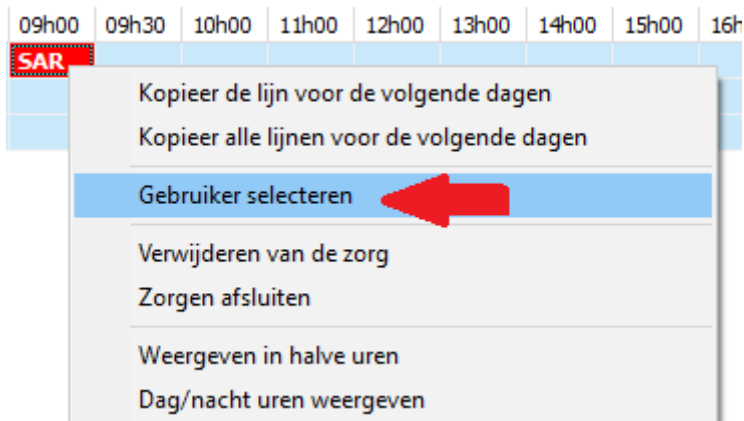 09h00 09h30 10h00 11h00 12h00 13h00 14h00 15h00 16h
SAR
Kopieer de lijn voor de volgende dagen
Kopieer alle lijnen voor de volgende dagen
Gebruiker selecteren
Verwijderen van de zorg
Zorgen afsluiten
Weergeven in halve uren
Dag/nacht uren weergeven